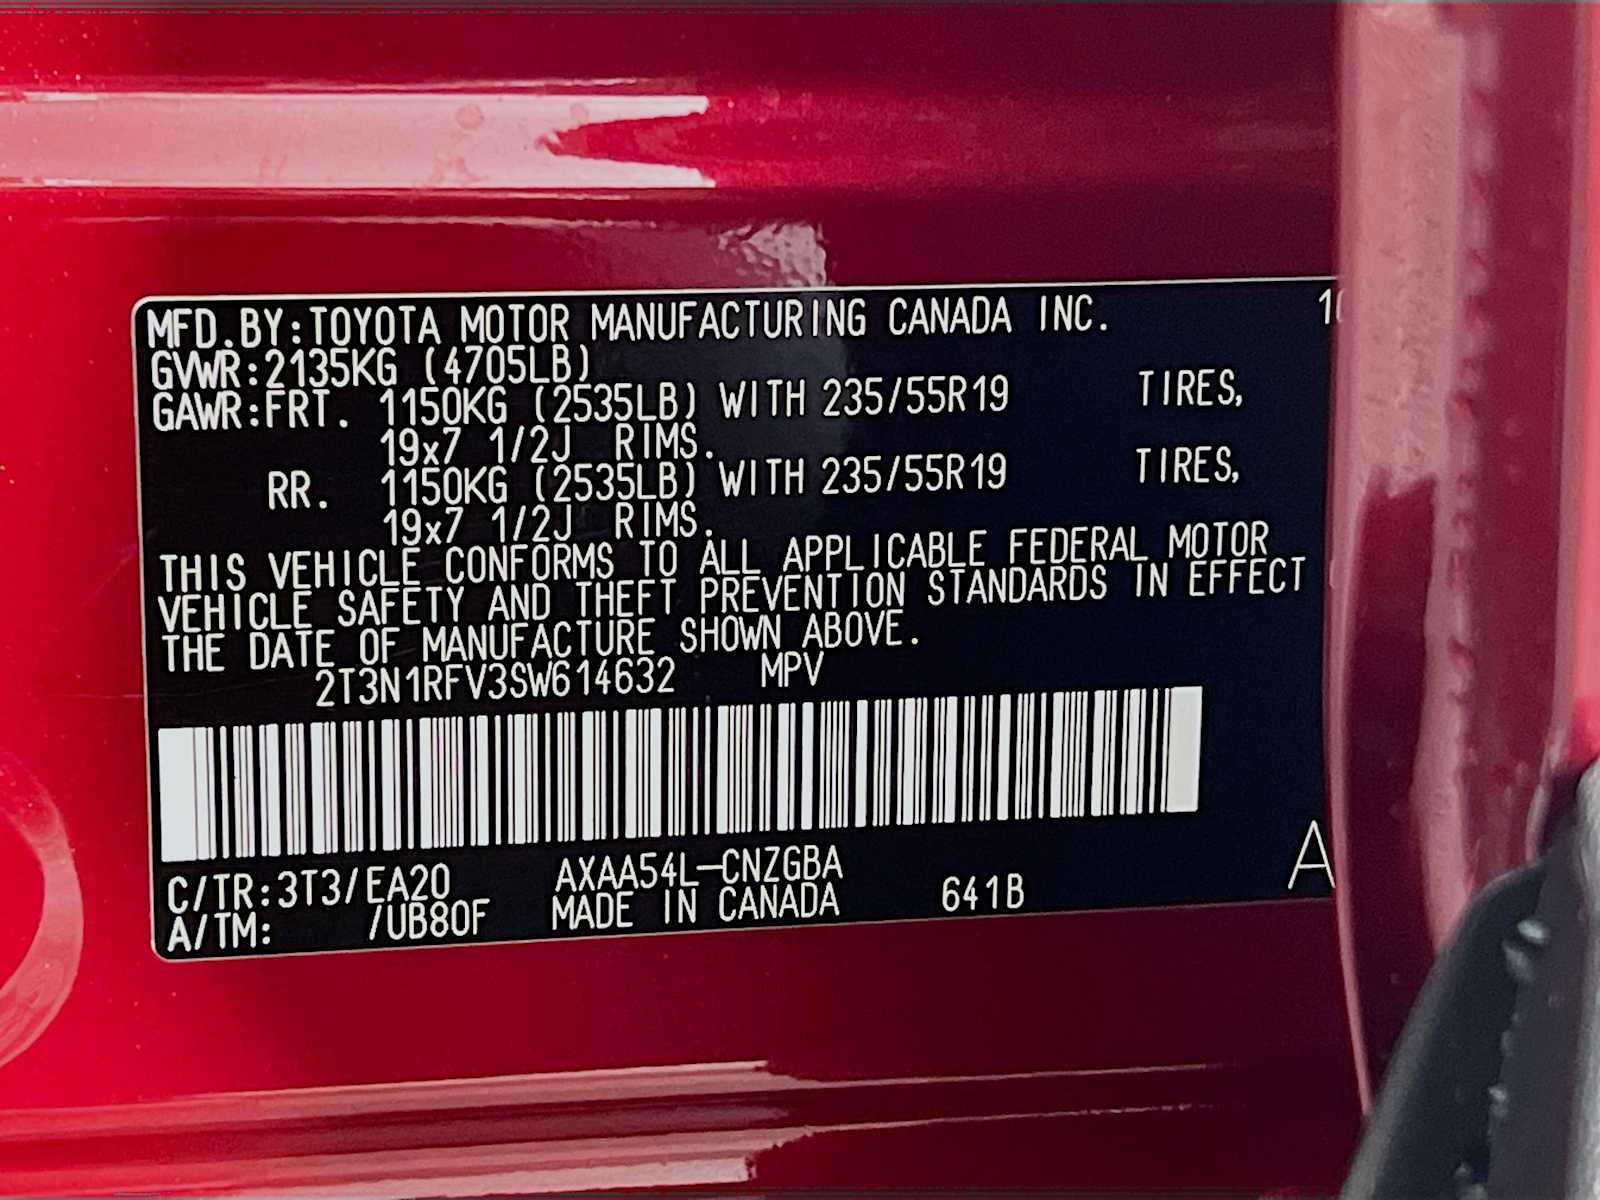 MFD.BY:TOYOTA MOTOR MANUFACTURING CANADA INC. 10
GVWR:2135KG (4705LB)
GAWR:FRT. 1150KG (2535LB) WITH 235/55R19 TIRES,
19x7 1/2J RIMS.
RR. 1150KG (2535LB) WITH 235/55R19 TIRES,
19x7 1/2J RIMS.
THIS VEHICLE CONFORMS TO ALL APPLICABLE FEDERAL MOTOR
VEHICLE SAFETY AND THEFT PREVENTION STANDARDS IN EFFECT
THE DATE OF MANUFACTURE SHOWN ABOVE.
2T3N1RFV3SW614632 MPV
C/TR:3T3/EA20 AXAA54L-CNZGBA
A/TM: /UB80F MADE IN CANADA 641B A